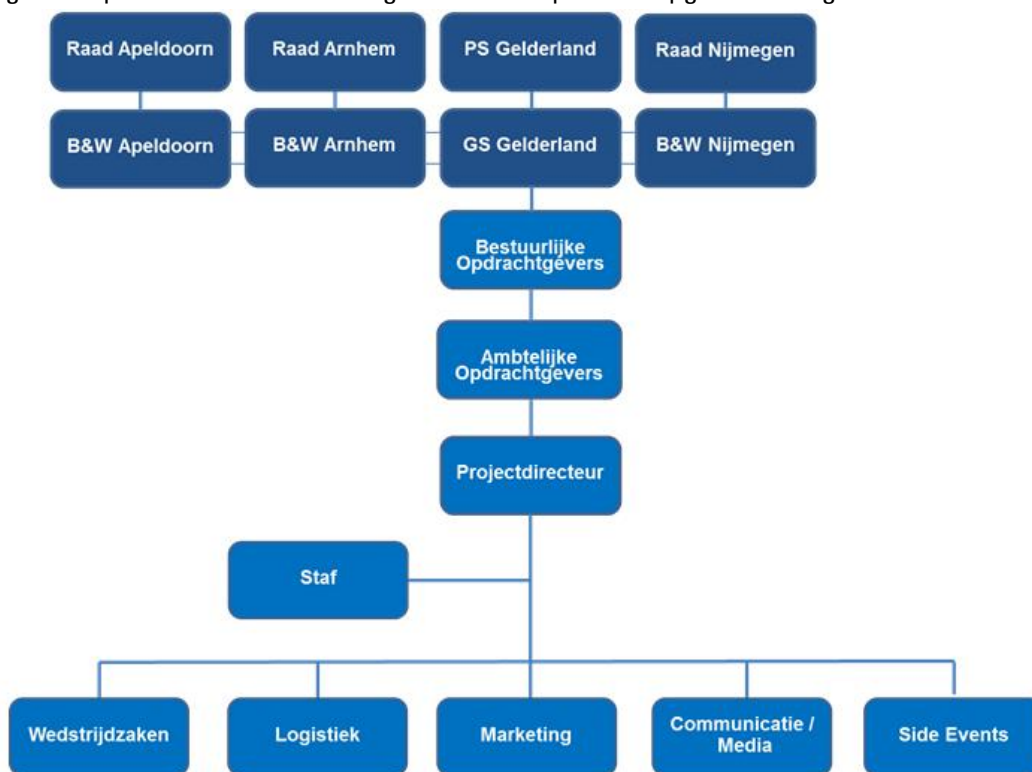 Raad Apeldoorn
Raad Arnhem
PS Gelderland
Raad Nijmegen
B&W Apeldoorn
B&W Arnhem
GS Gelderland
B&W Nijmegen
Bestuurlijke
Opdrachtgevers
Ambtelijke
Opdrachtgevers
Projectdirecteur
Staf
Wedstrijdzaken
Logistiek
Marketing
Communicatie /
Media
Side Events